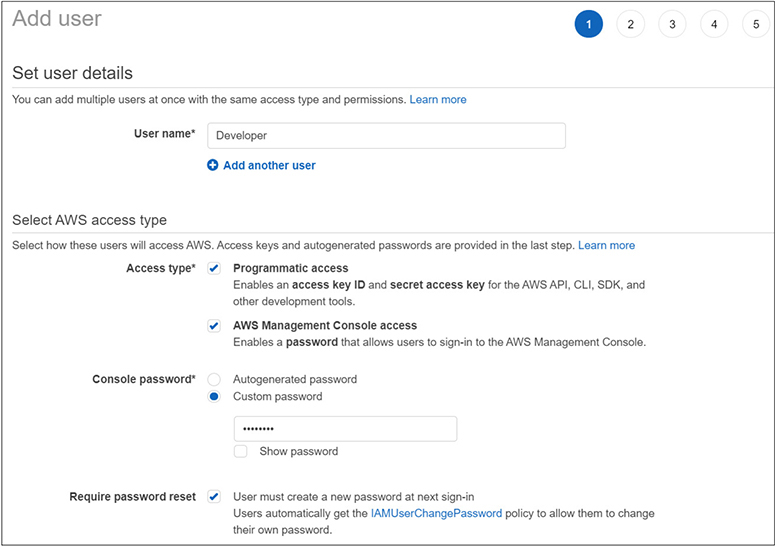 Add user
1 2 3 4 5
Set user details
You can add multiple users at once with the same access type and permissions. Learn more
User name* Developer
Add another user
Select AWS access type
Select how these users will access AWS. Access keys and autogenerated passwords are provided in the last step. Learn more
Access type* Programmatic access
Enables an access key ID and secret access key for the AWS API, CLI, SDK, and
other development tools.
AWS Management Console access
Enables a password that allows users to sign-in to the AWS Management Console.
Console password* Autogenerated password
Custom password
••••••••
Show password
Require password reset User must create a new password at next sign-in
Users automatically get the IAMUserChangePassword policy to allow them to change
their own password.